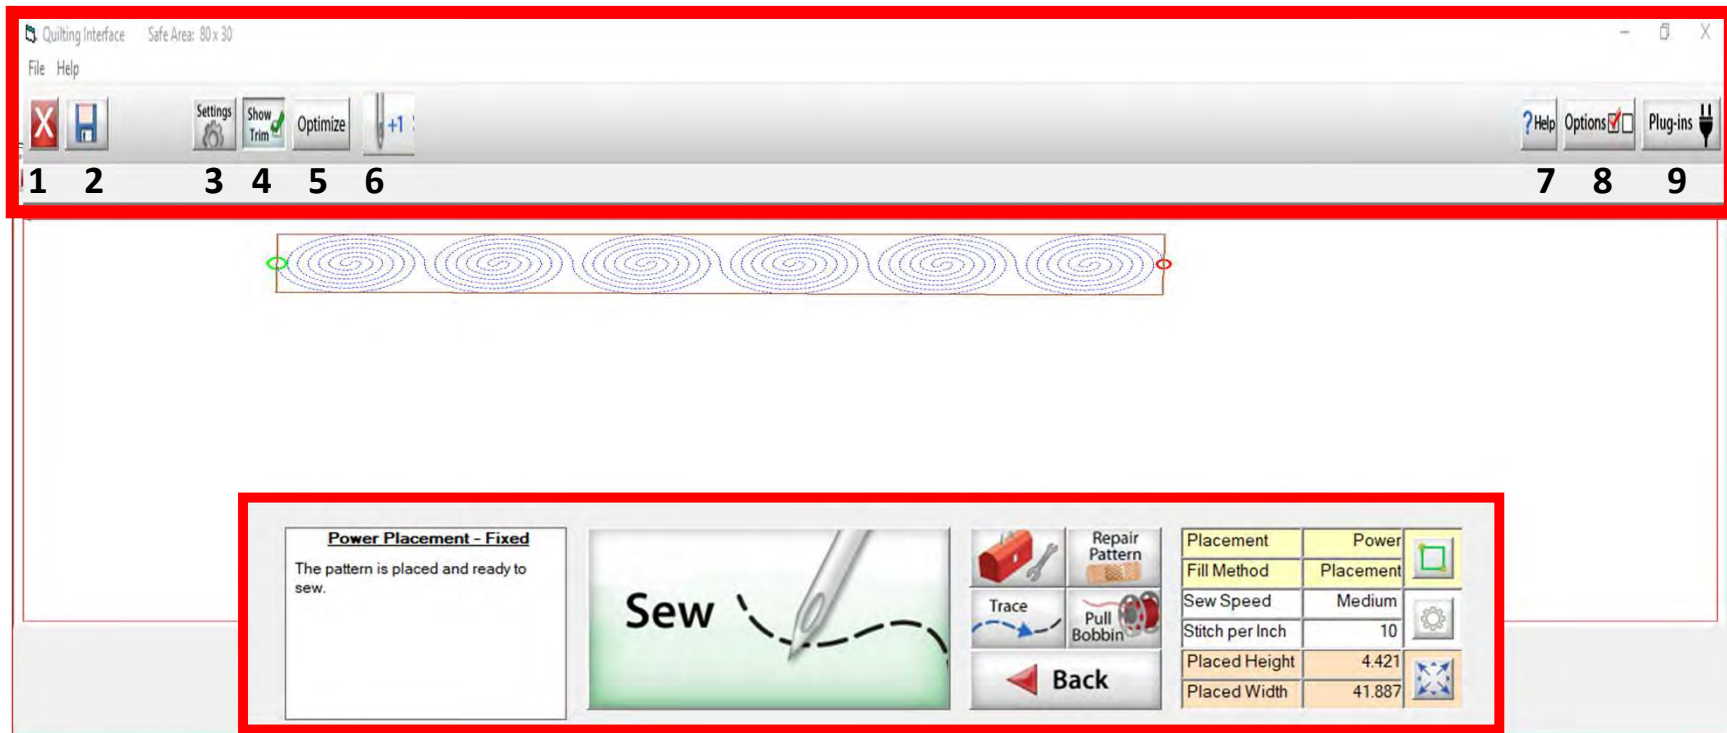 Quilting Interface Safe Area: 80 x 30
File Help
X
Settings
Show
Trim
Optimize
+1
? Help
Options
Plug-ins
1 2 3 4 5 6 7 8 9
Power Placement - Fixed
The pattern is placed and ready to
sew.
Sew
Repair
Pattern
Trace
Pull
Bobbin
Back
Placement Power
Fill Method Placement
Sew Speed Medium
Stitch per Inch 10
Placed Height 4.421
Placed Width 41.887